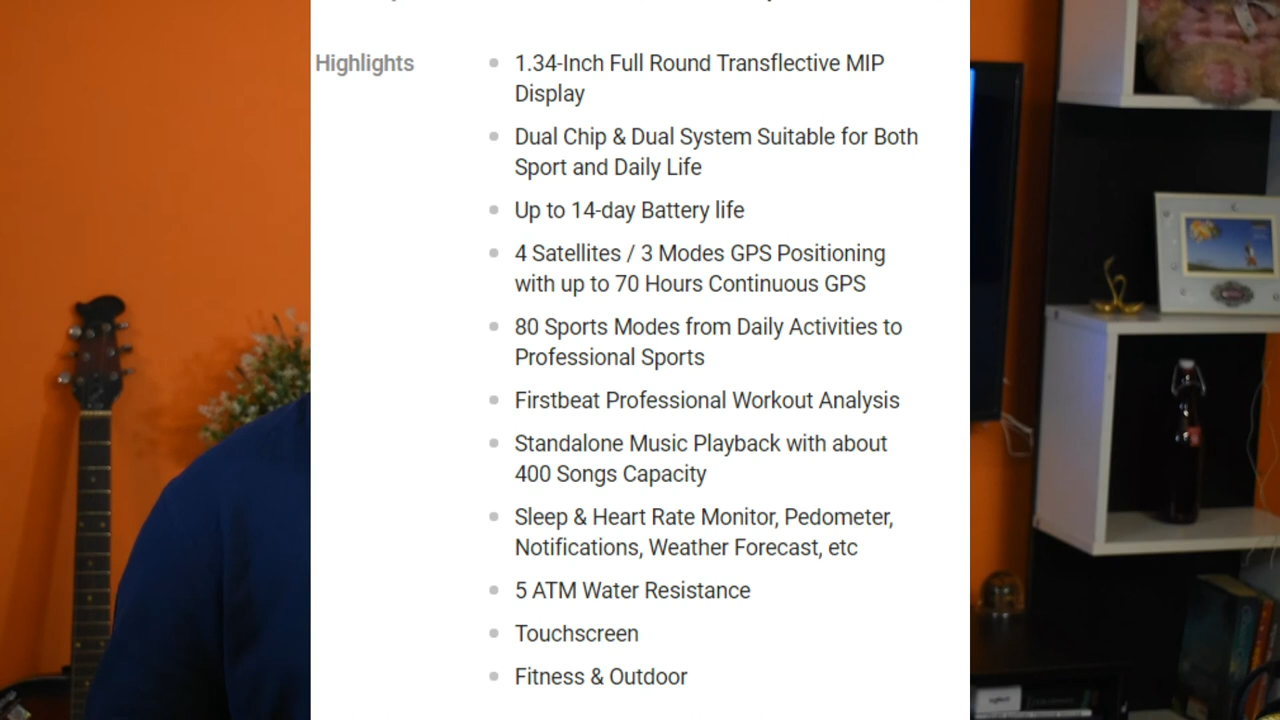 Highlights
1.34-Inch Full Round Transflective MIP
Display
Dual Chip & Dual System Suitable for Both
Sport and Daily Life
Up to 14-day Battery life
4 Satellites / 3 Modes GPS Positioning
with up to 70 Hours Continuous GPS
80 Sports Modes from Daily Activities to
Professional Sports
Firstbeat Professional Workout Analysis
Standalone Music Playback with about
400 Songs Capacity
Sleep & Heart Rate Monitor, Pedometer,
Notifications, Weather Forecast, etc
5 ATM Water Resistance
Touchscreen
Fitness & Outdoor